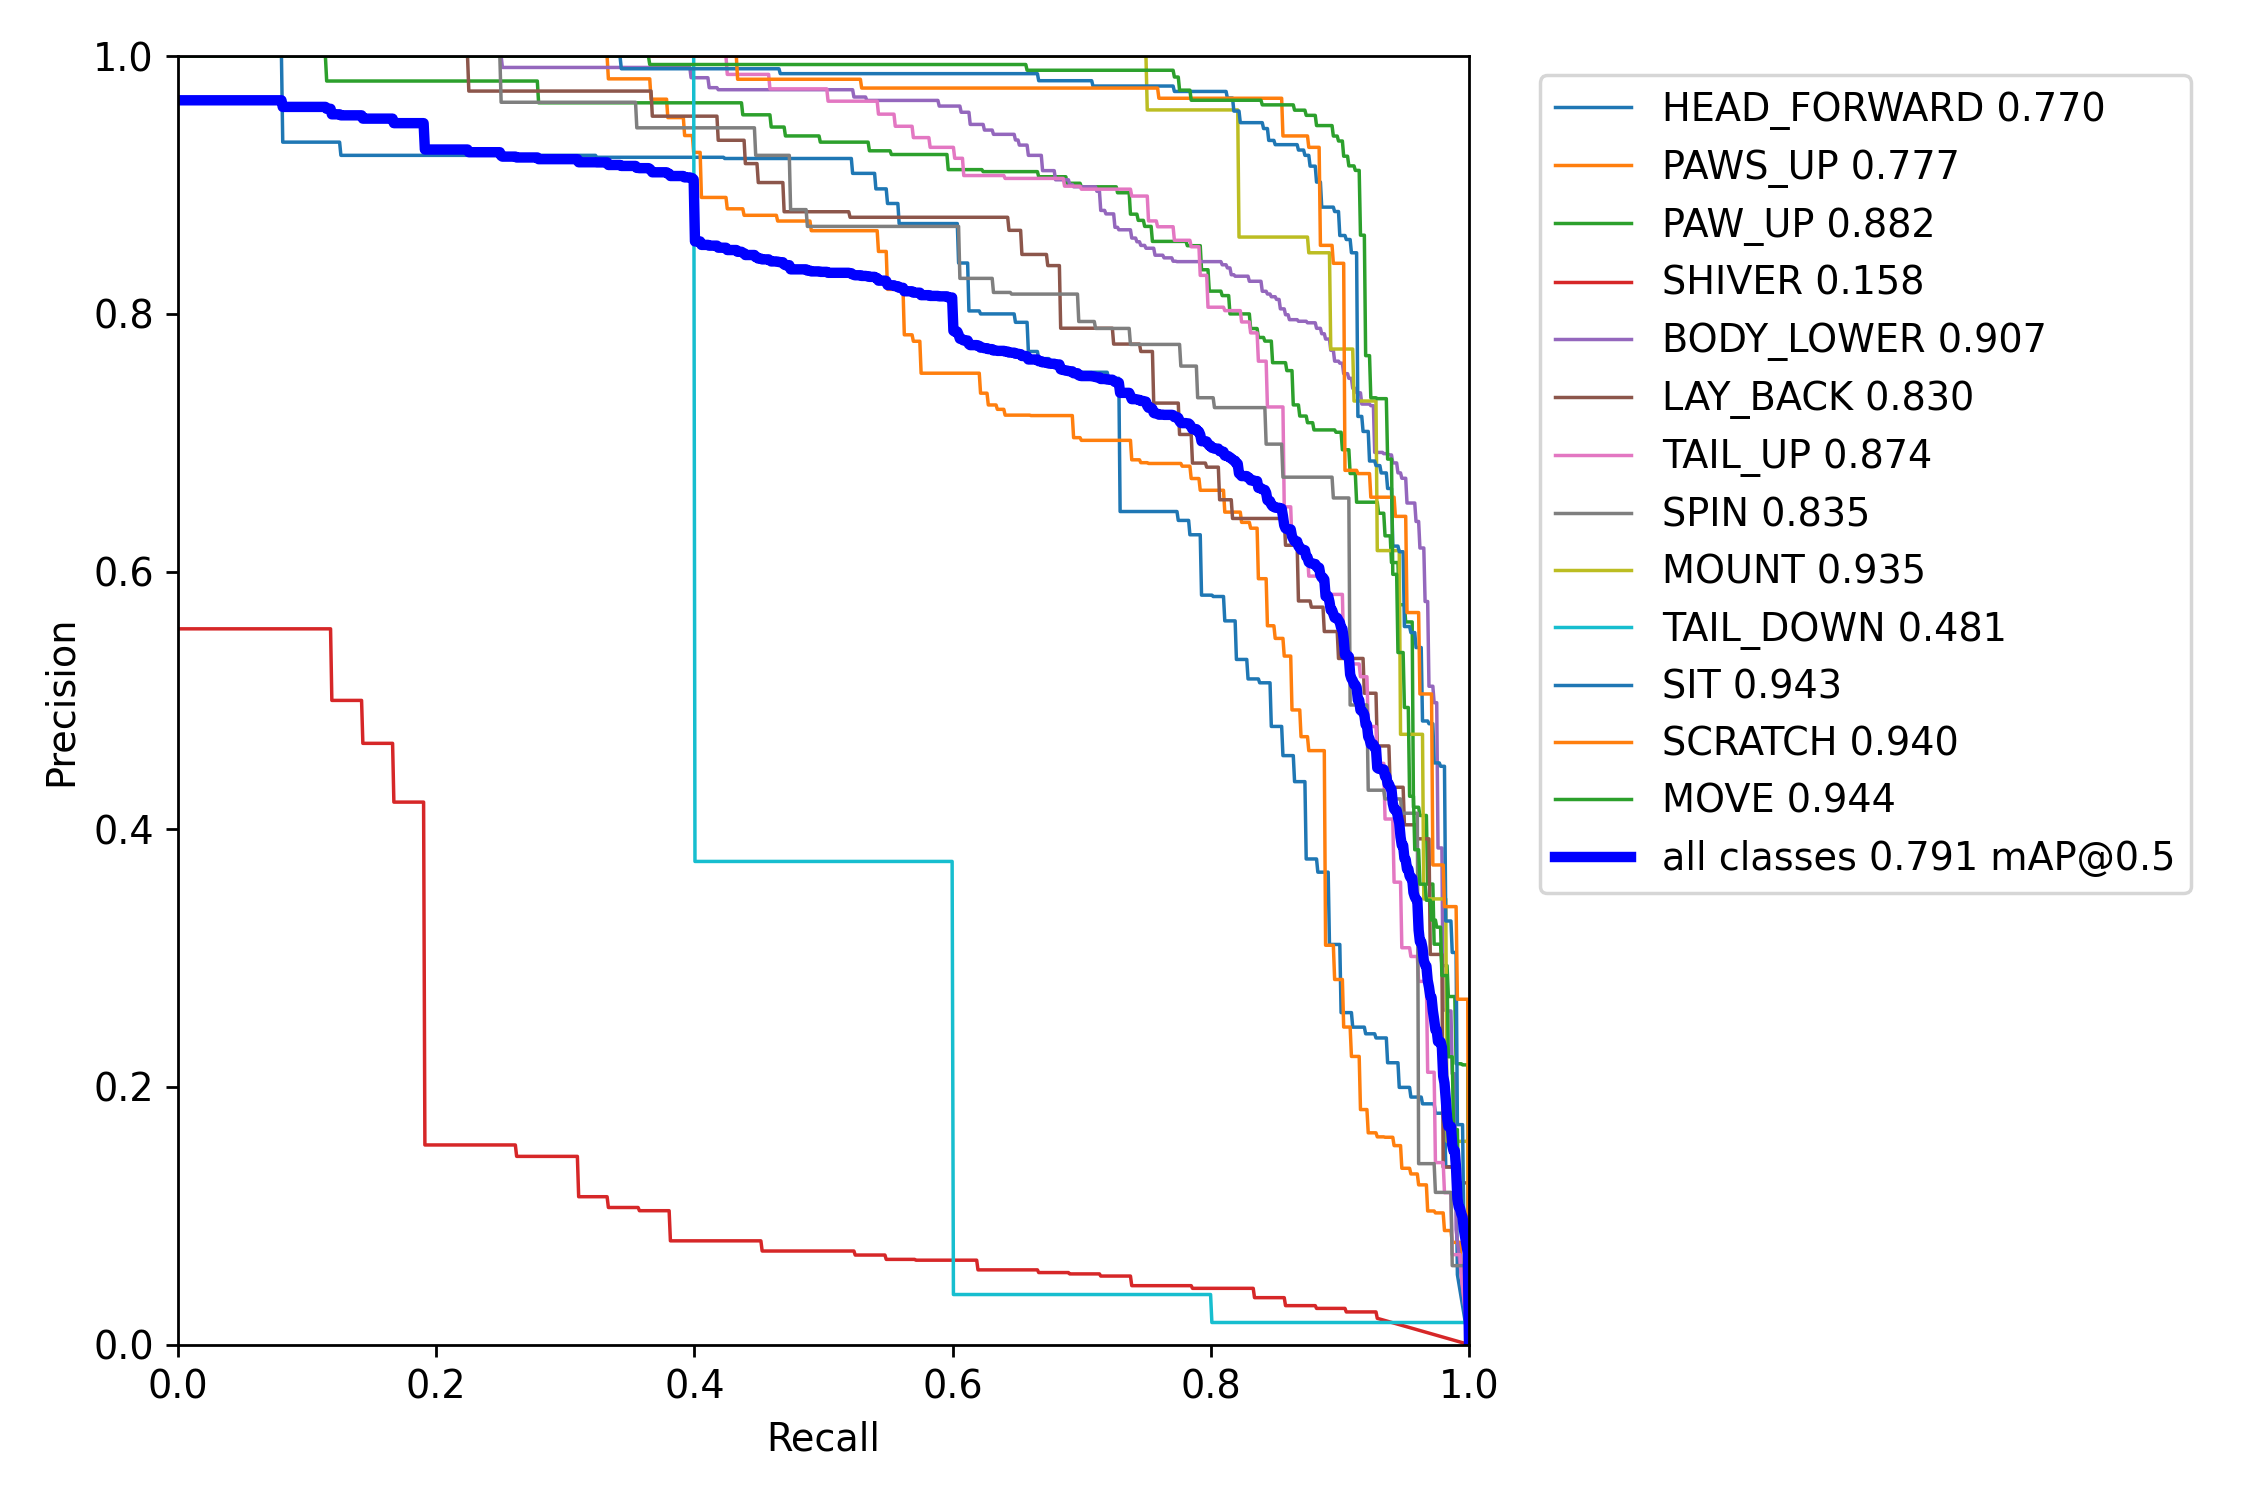 1.0
0.8
0.6
0.4
0.2
0.0
Precision
0.0 0.2 0.4 0.6 0.8 1.0
Recall
HEAD_FORWARD 0.770
PAWS_UP 0.777
PAW_UP 0.882
SHIVER 0.158
BODY_LOWER 0.907
LAY_BACK 0.830
TAIL_UP 0.874
SPIN 0.835
MOUNT 0.935
TAIL_DOWN 0.481
SIT 0.943
SCRATCH 0.940
MOVE 0.944
all classes 0.791 mAP@0.5